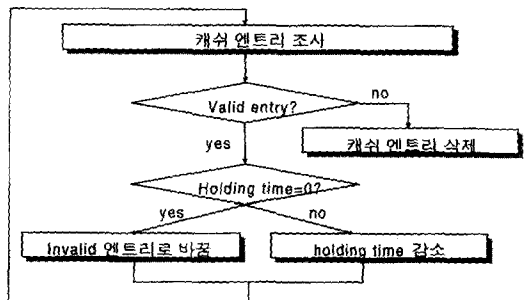 캐쉬 엔트리 조사
Valid entry?
no
yes
캐쉬 엔트리 삭제
Holding time=0?
yes
no
Invalid 엔트리로 바꿈
holding time 감소